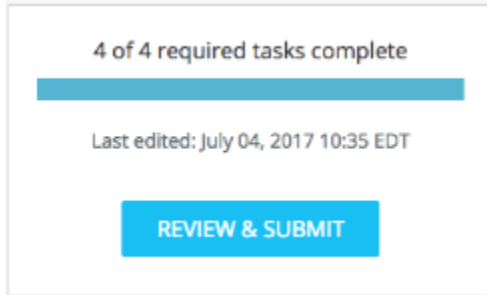 4 of 4 required tasks complete
Last edited: July 04, 2017 10:35 EDT
REVIEW & SUBMIT